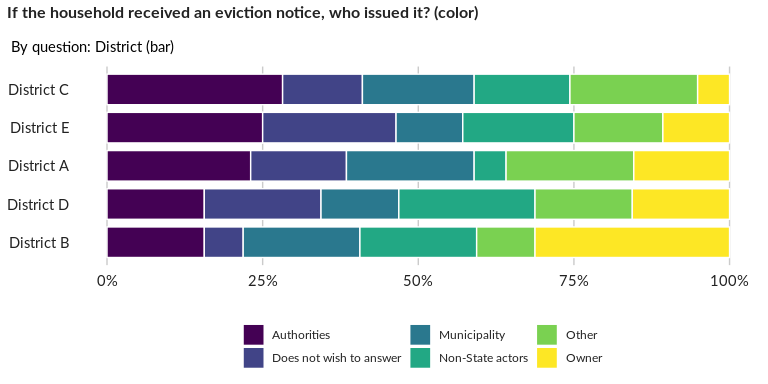 If the household received an eviction notice, who issued it? (color)
By question: District (bar)
District C
District E
District A
District D
District B
0% 25% 50% 75% 100%
Authorities Municipality Other
Does not wish to answer Non-State actors Owner